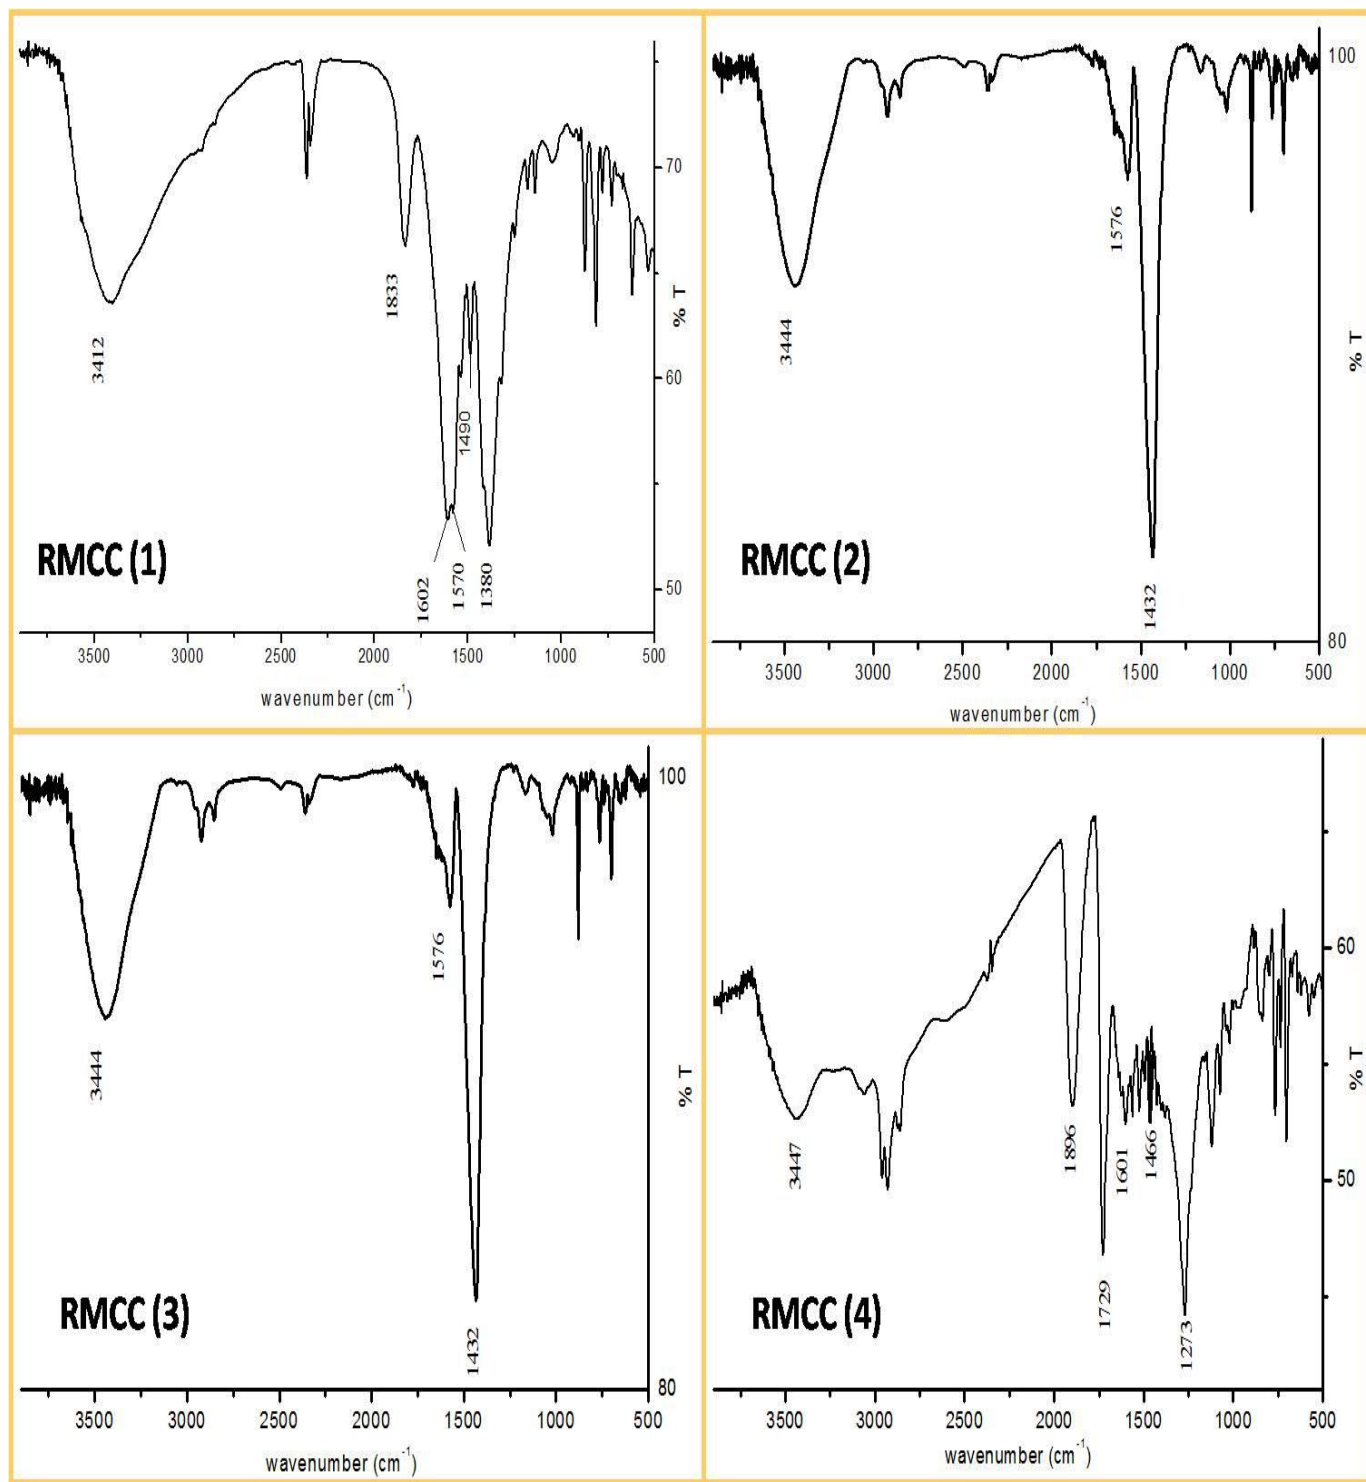 70
60
50
% T
3412
1833
1602
1570
1490
1380
RMCC (1)
3500 3000 2500 2000 1500 1000 500
wavenumber (cm⁻¹)
100
80
% T
3444
1576
1432
RMCC (2)
3500 3000 2500 2000 1500 1000 500
wavenumber (cm⁻¹)
100
80
% T
3444
1576
1432
RMCC (3)
3500 3000 2500 2000 1500 1000 500
wavenumber (cm⁻¹)
60
50
% T
3447
1896
1729
1601
1466
1273
RMCC (4)
3500 3000 2500 2000 1500 1000 500
wavenumber (cm⁻¹)